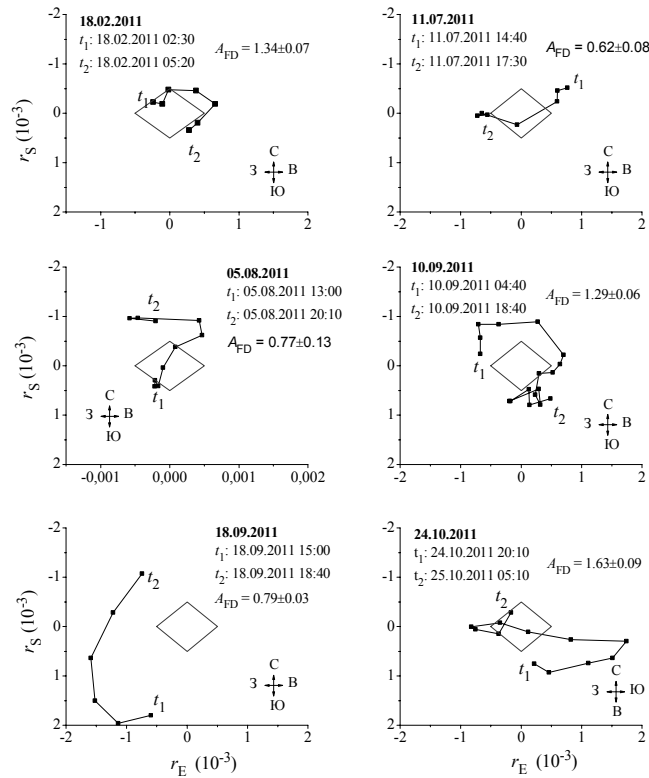 18.02.2011
t1: 18.02.2011 02:30
t2: 18.02.2011 05:20
AFD = 1.34±0.07
t1
t2
С
З В
Ю
-2
-1
0
1
2
rS (10-3)
-1 0 1 2
11.07.2011
t1: 11.07.2011 14:40
t2: 11.07.2011 17:30
AFD = 0.62±0.08
t1
t2
С
З В
Ю
-2
-1
0
1
2
-2 -1 0 1 2
05.08.2011
t1: 05.08.2011 13:00
t2: 05.08.2011 20:10
AFD = 0.77±0.13
t2
t1
С
З В
Ю
-2
-1
0
1
2
rS (10-3)
-0,001 0,000 0,001 0,002
10.09.2011
t1: 10.09.2011 04:40
t2: 10.09.2011 18:40
AFD = 1.29±0.06
t1
t2
С
З В
Ю
-2
-1
0
1
2
-2 -1 0 1 2
18.09.2011
t1: 18.09.2011 15:00
t2: 18.09.2011 18:40
AFD = 0.79±0.03
t2
t1
С
З В
Ю
-2
-1
0
1
2
rS (10-3)
-2 -1 0 1 2
rE (10-3)
24.10.2011
t1: 24.10.2011 20:10
t2: 25.10.2011 05:10
AFD = 1.63±0.09
t2
t1
С
З Ю
В
-2
-1
0
1
2
-2 -1 0 1 2
rE (10-3)